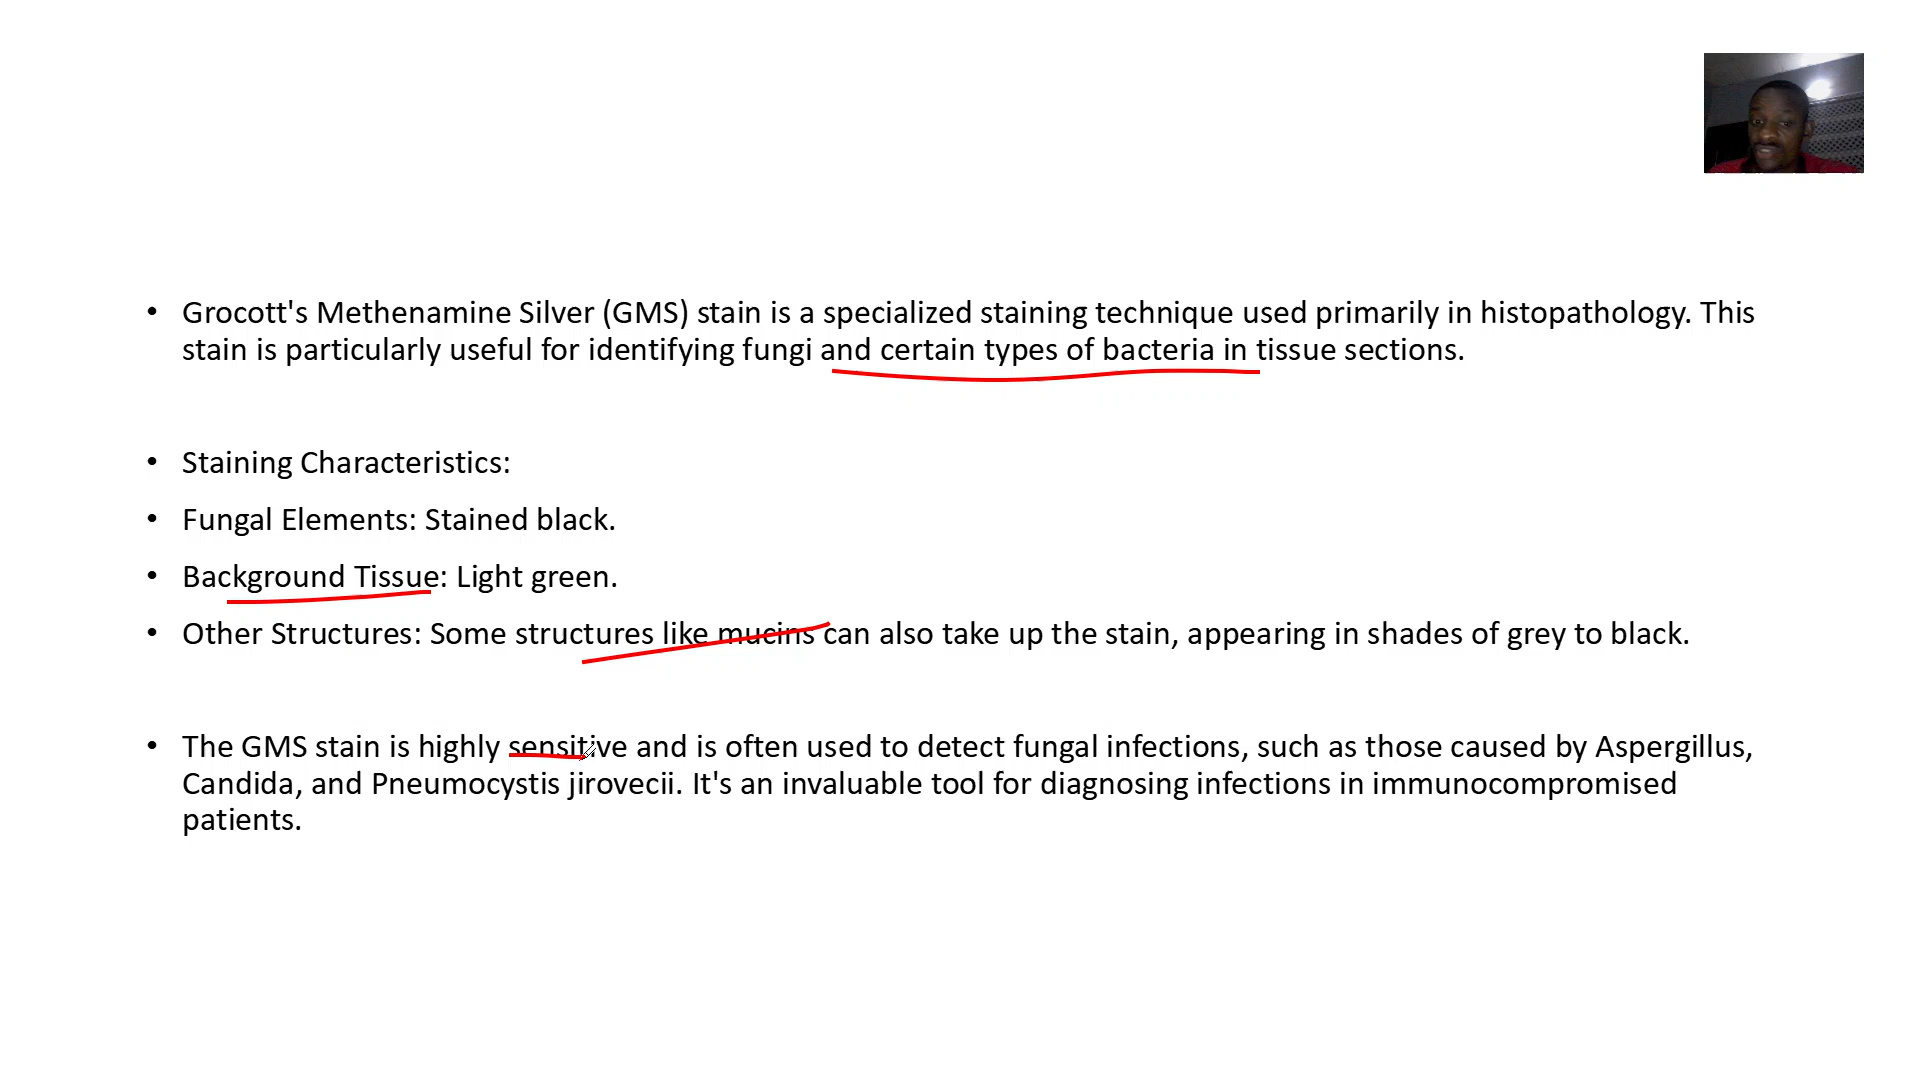 • Grocott's Methenamine Silver (GMS) stain is a specialized staining technique used primarily in histopathology. This
stain is particularly useful for identifying fungi and certain types of bacteria in tissue sections.
• Staining Characteristics:
• Fungal Elements: Stained black.
• Background Tissue: Light green.
• Other Structures: Some structures like mucins can also take up the stain, appearing in shades of grey to black.
• The GMS stain is highly sensitive and is often used to detect fungal infections, such as those caused by Aspergillus,
Candida, and Pneumocystis jirovecii. It's an invaluable tool for diagnosing infections in immunocompromised
patients.